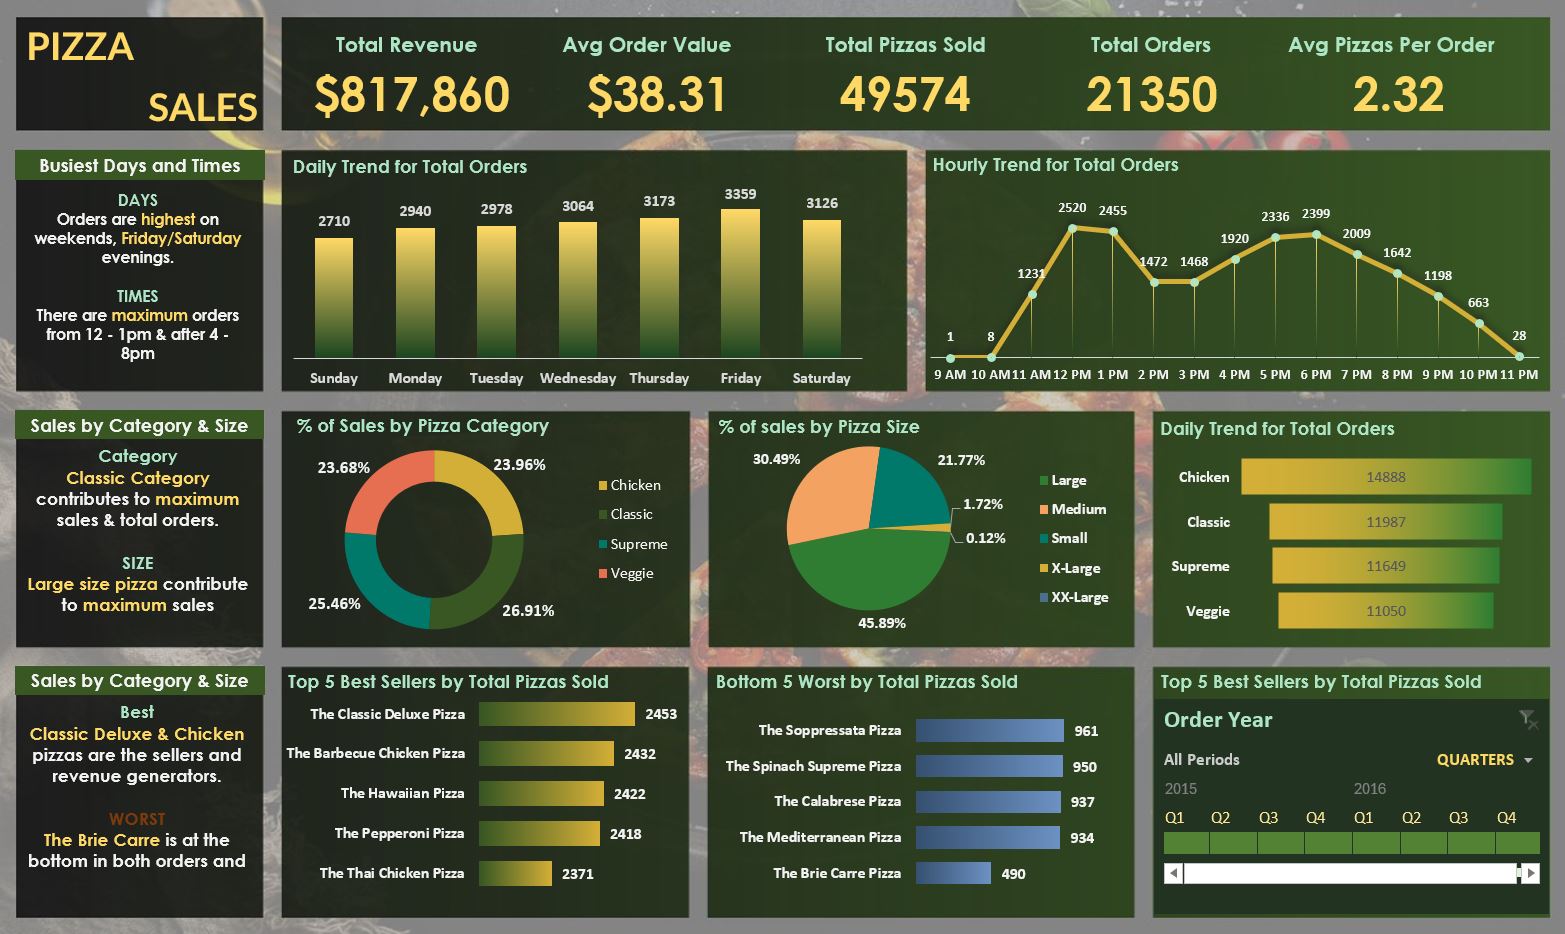 PIZZA
SALES
Total Revenue
$817,860
Avg Order Value
$38.31
Total Pizzas Sold
49574
Total Orders
21350
Avg Pizzas Per Order
2.32
Busiest Days and Times
DAYS
Orders are highest on
weekends, Friday/Saturday
evenings.
TIMES
There are maximum orders
from 12 - 1pm & after 4 -
8pm
Daily Trend for Total Orders
2710 2940 2978 3064 3173 3359 3126
Sunday Monday Tuesday Wednesday Thursday Friday Saturday
Hourly Trend for Total Orders
1 8 1231 2520 2455 1472 1468 1920 2336 2399 2009 1642 1198 663 28
9 AM 10 AM 11 AM 12 PM 1 PM 2 PM 3 PM 4 PM 5 PM 6 PM 7 PM 8 PM 9 PM 10 PM 11 PM
Sales by Category & Size
Category
Classic Category
contributes to maximum
sales & total orders.
SIZE
Large size pizza contribute
to maximum sales
% of Sales by Pizza Category
23.68%
23.96%
25.46%
26.91%
Chicken
Classic
Supreme
Veggie
% of sales by Pizza Size
30.49%
21.77%
1.72%
0.12%
45.89%
Large
Medium
Small
X-Large
XX-Large
Daily Trend for Total Orders
Chicken 14888
Classic 11987
Supreme 11649
Veggie 11050
Sales by Category & Size
Best
Classic Deluxe & Chicken
pizzas are the sellers and
revenue generators.
WORST
The Brie Carre is at the
bottom in both orders and
Top 5 Best Sellers by Total Pizzas Sold
The Classic Deluxe Pizza 2453
The Barbecue Chicken Pizza 2432
The Hawaiian Pizza 2422
The Pepperoni Pizza 2418
The Thai Chicken Pizza 2371
Bottom 5 Worst by Total Pizzas Sold
The Soppressata Pizza 961
The Spinach Supreme Pizza 950
The Calabrese Pizza 937
The Mediterranean Pizza 934
The Brie Carre Pizza 490
Top 5 Best Sellers by Total Pizzas Sold
Order Year
All Periods QUARTERS
2015 2016
Q1 Q2 Q3 Q4 Q1 Q2 Q3 Q4